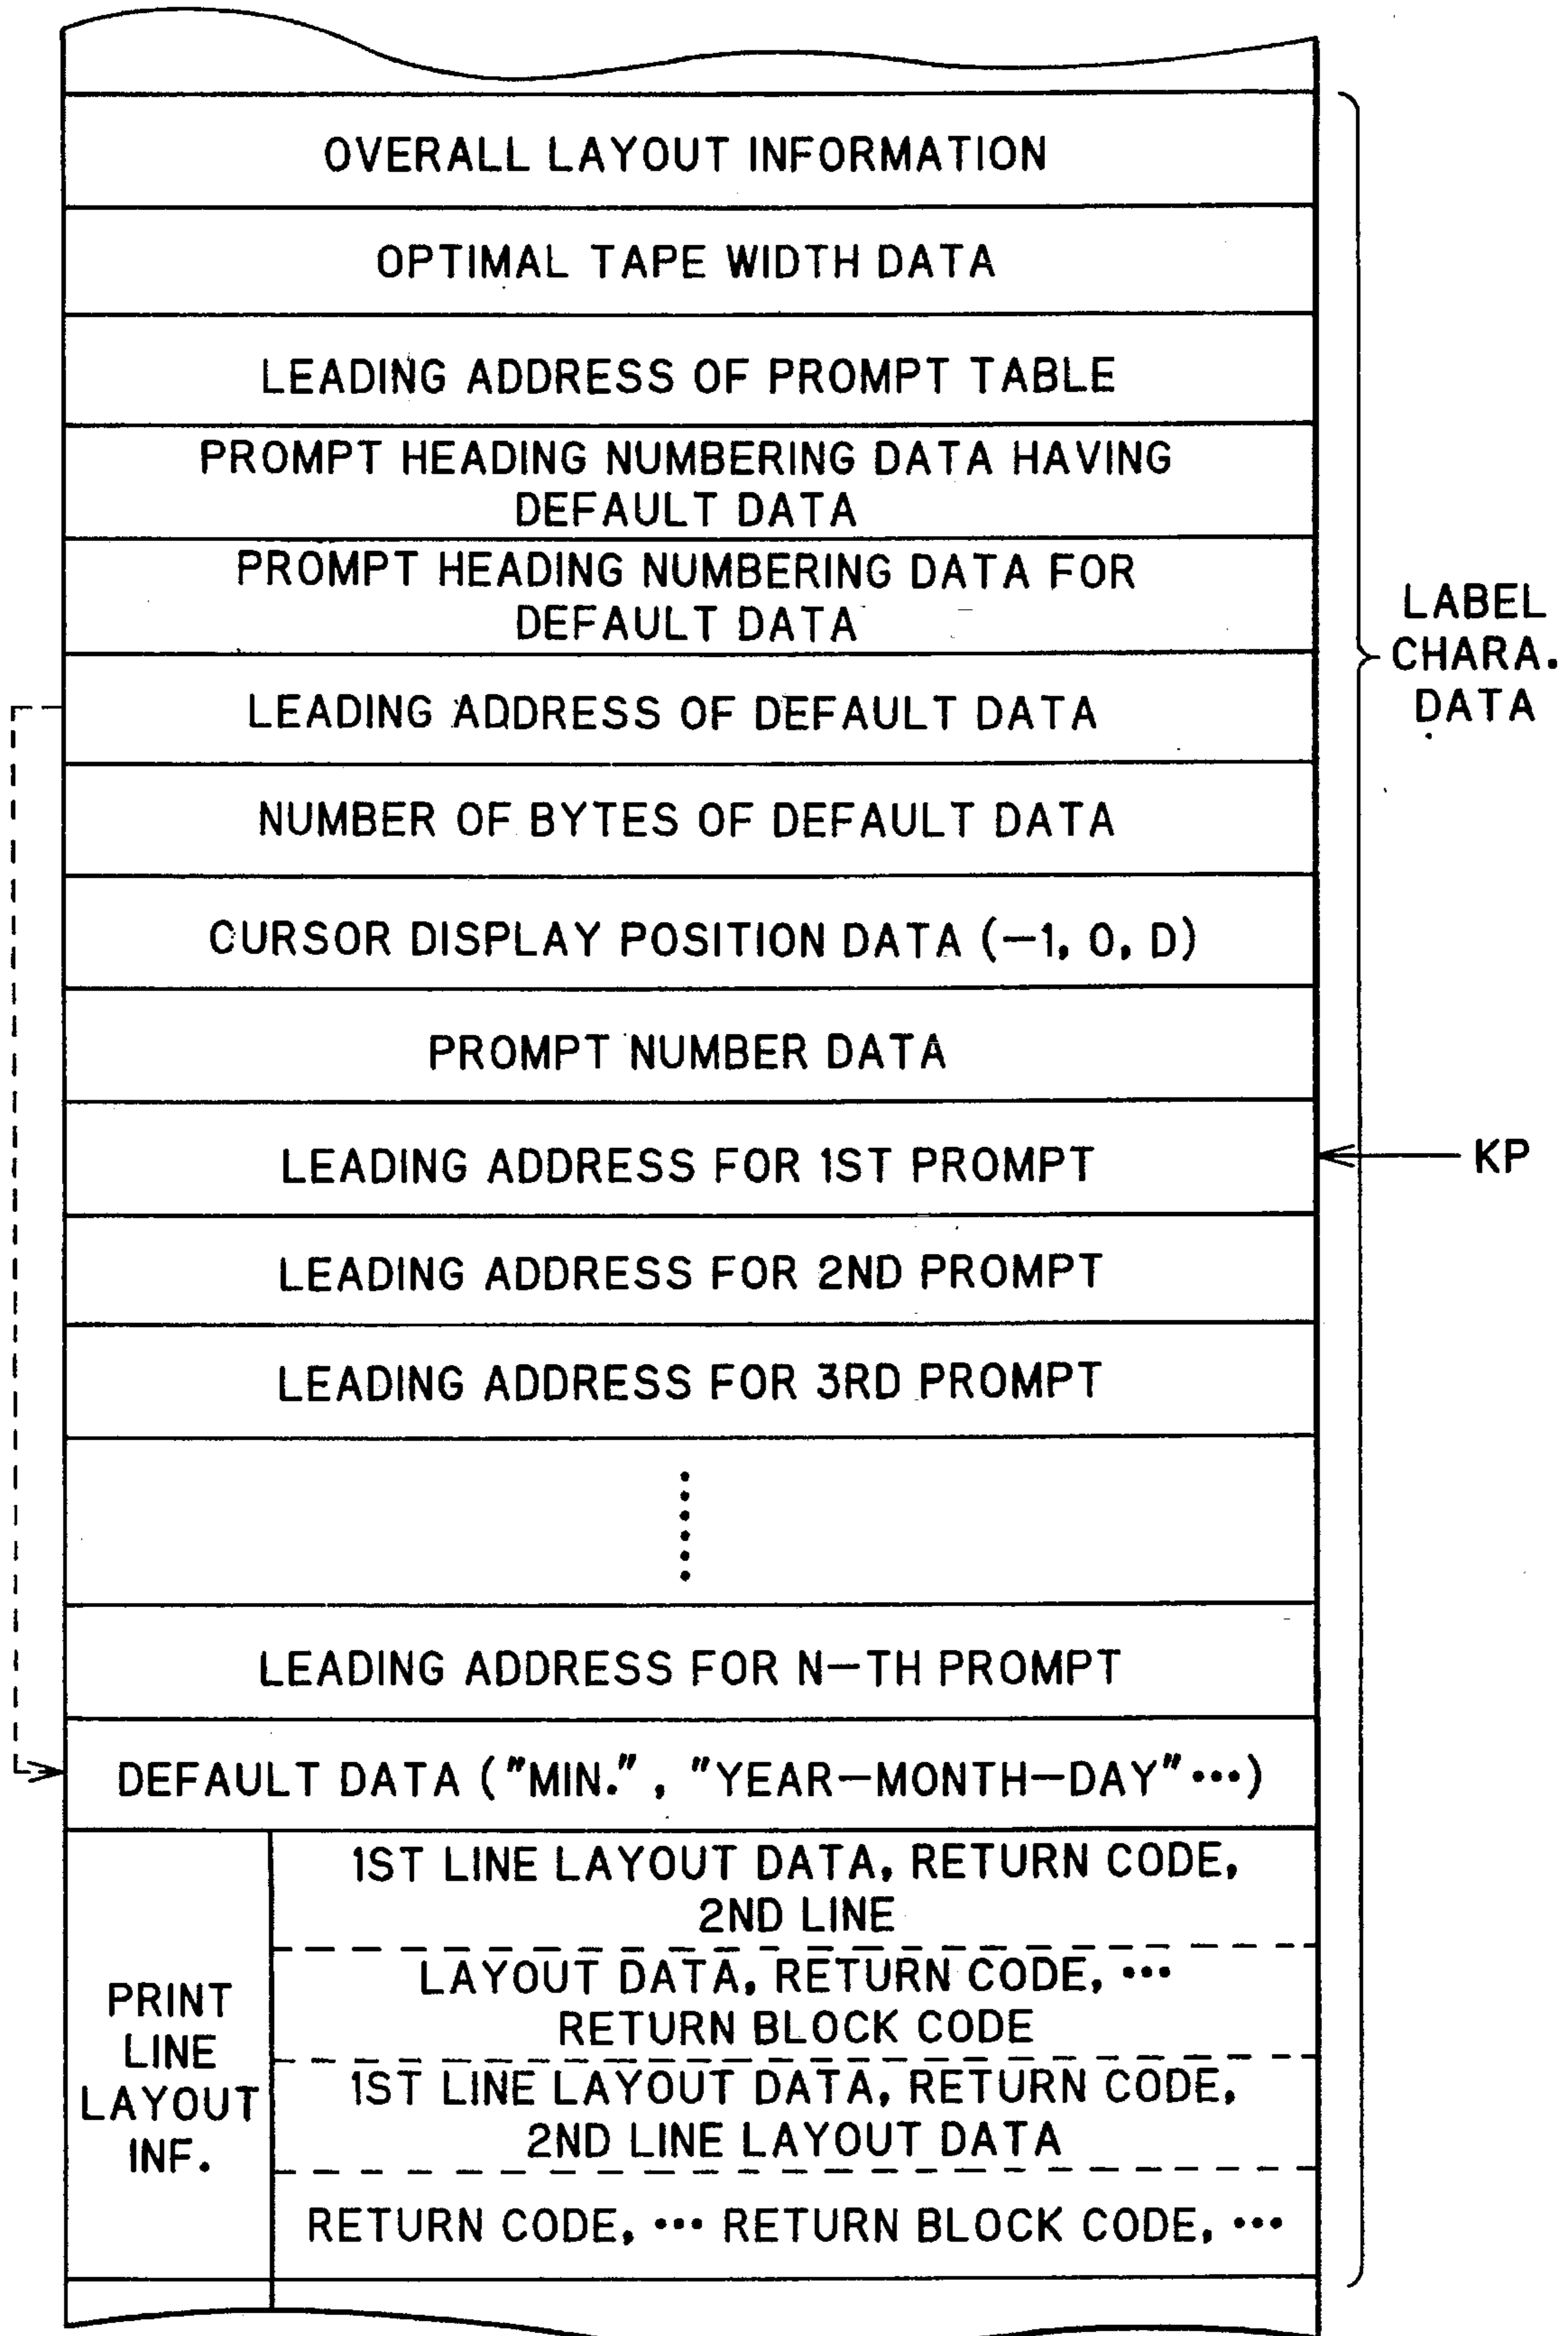 OVERALL LAYOUT INFORMATION
OPTIMAL TAPE WIDTH DATA
LEADING ADDRESS OF PROMPT TABLE
PROMPT HEADING NUMBERING DATA HAVING
DEFAULT DATA
PROMPT HEADING NUMBERING DATA FOR
DEFAULT DATA
LEADING ADDRESS OF DEFAULT DATA
NUMBER OF BYTES OF DEFAULT DATA
CURSOR DISPLAY POSITION DATA (−1, 0, D)
PROMPT NUMBER DATA
LEADING ADDRESS FOR 1ST PROMPT
LEADING ADDRESS FOR 2ND PROMPT
LEADING ADDRESS FOR 3RD PROMPT
LEADING ADDRESS FOR N−TH PROMPT
DEFAULT DATA ("MIN.", "YEAR−MONTH−DAY"•••)
PRINT
LINE
LAYOUT
INF.
1ST LINE LAYOUT DATA, RETURN CODE,
2ND LINE
LAYOUT DATA, RETURN CODE, •••
RETURN BLOCK CODE
1ST LINE LAYOUT DATA, RETURN CODE,
2ND LINE LAYOUT DATA
RETURN CODE, ••• RETURN BLOCK CODE, •••
LABEL
CHARA.
DATA
KP